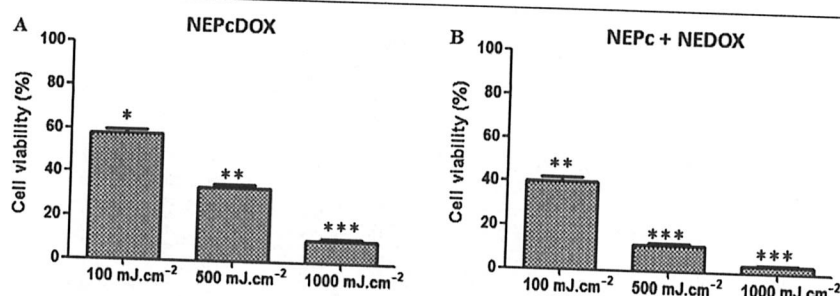 A
NEPcDOX
Cell viability (%)
100
80
60
40
20
0
*
**
***
100 mJ.cm⁻²
500 mJ.cm⁻²
1000 mJ.cm⁻²
B
NEPc + NEDOX
Cell viability (%)
100
80
60
40
20
0
**
***
***
100 mJ.cm⁻²
500 mJ.cm⁻²
1000 mJ.cm⁻²